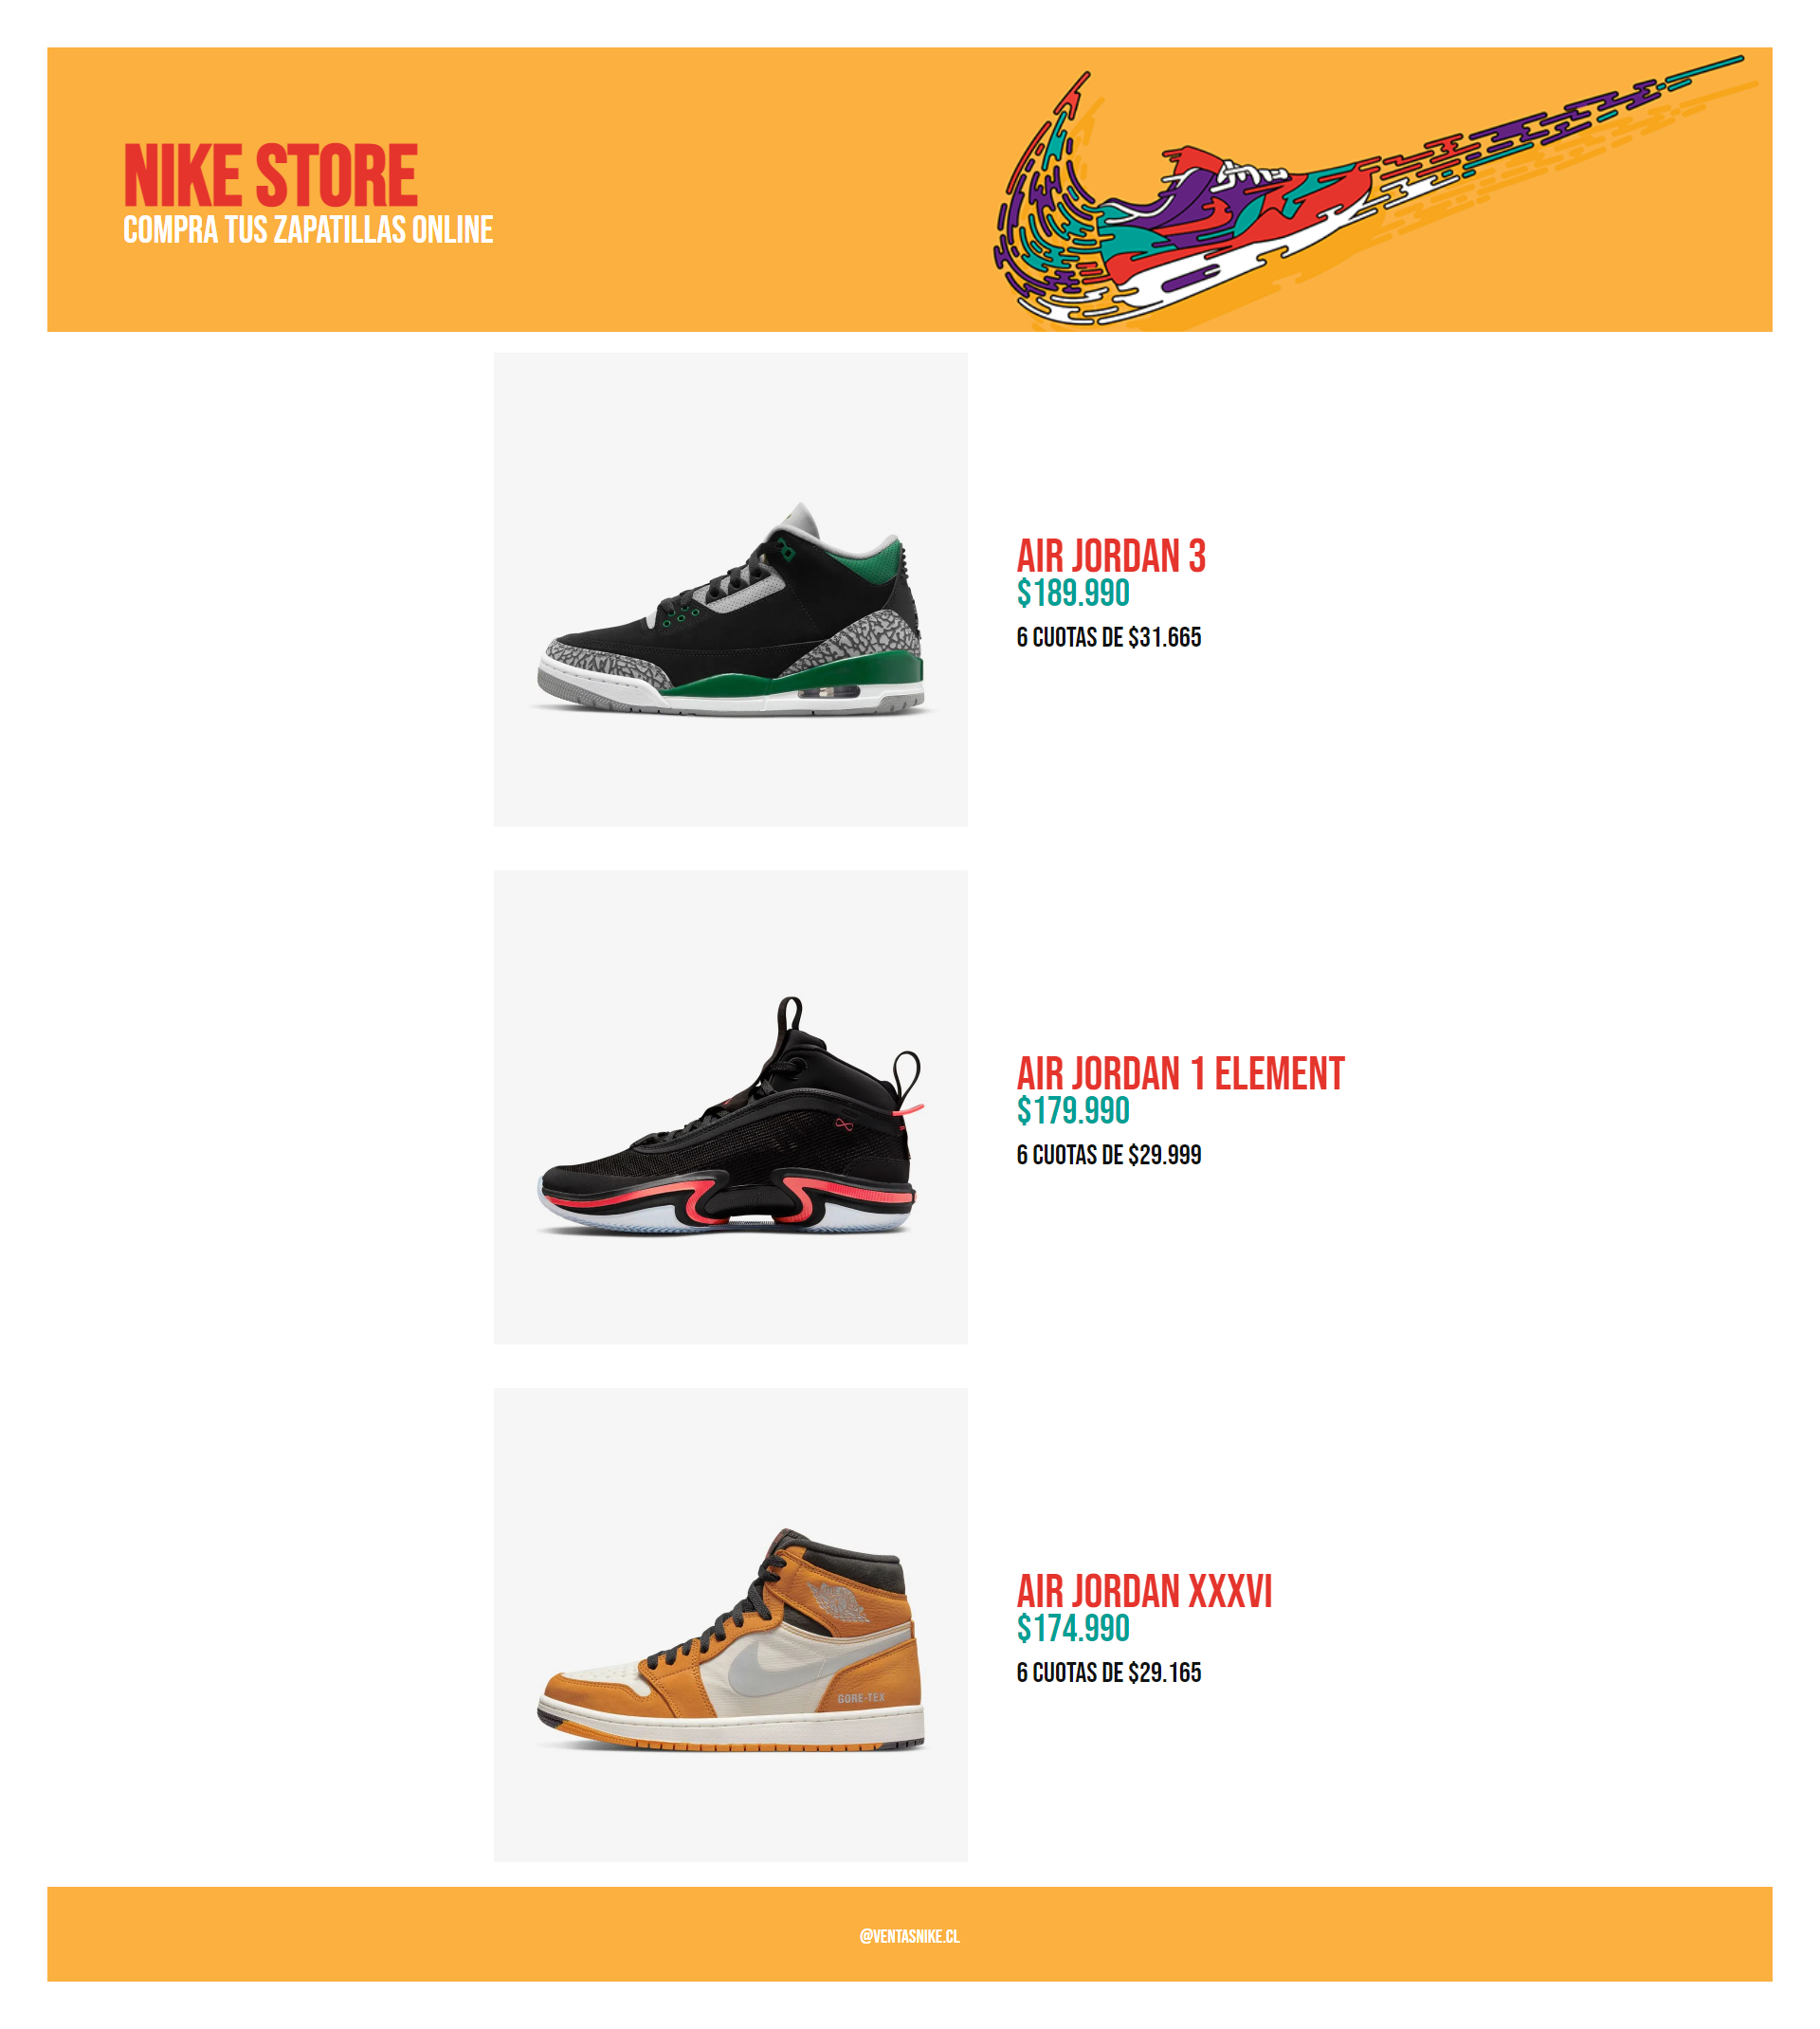 NIKE STORE
COMPRA TUS ZAPATILLAS ONLINE
AIR JORDAN 3
$189.990
6 CUOTAS DE $31.665
AIR JORDAN 1 ELEMENT
$179.990
6 CUOTAS DE $29.999
AIR JORDAN XXXVI
$174.990
6 CUOTAS DE $29.165
GORE-TEX
@VENTASNIKE.CL